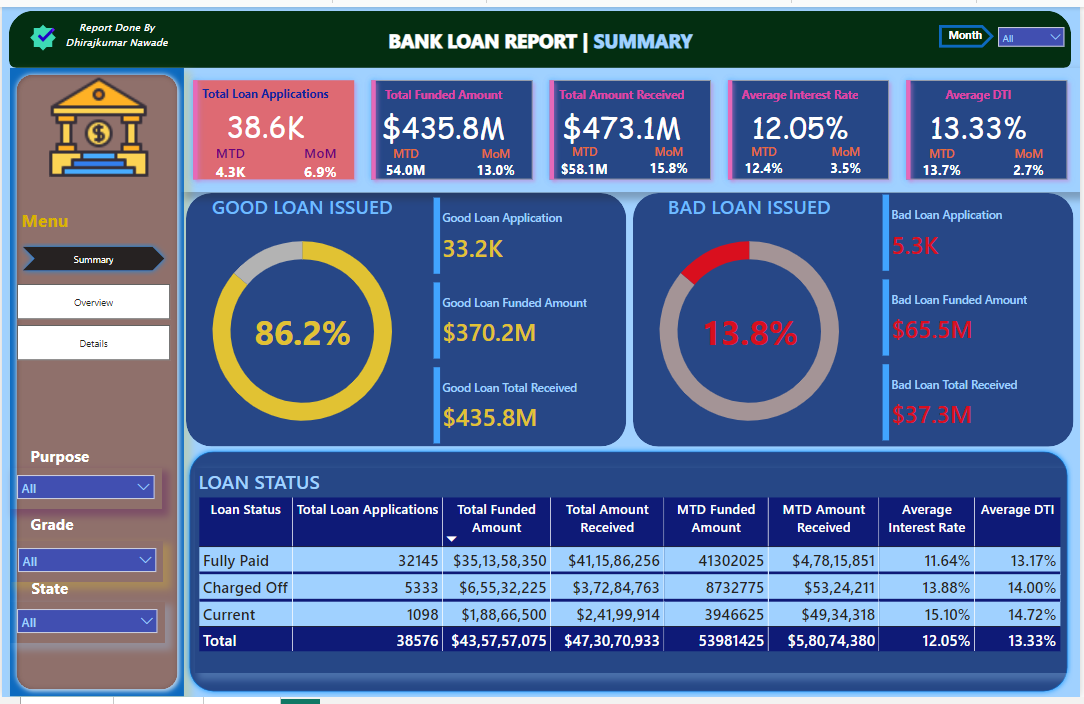 Report Done By
Dhirajkumar Nawade
BANK LOAN REPORT | SUMMARY
Month
All
Total Loan Applications
38.6K
MTD
MoM
4.3K
6.9%
Total Funded Amount
$435.8M
MTD
MoM
54.0M
13.0%
Total Amount Received
$473.1M
MTD
MoM
$58.1M
15.8%
Average Interest Rate
12.05%
MTD
MoM
12.4%
3.5%
Average DTI
13.33%
MTD
MoM
13.7%
2.7%
Menu
Summary
Overview
Details
Purpose
All
Grade
All
State
All
GOOD LOAN ISSUED
86.2%
Good Loan Application
33.2K
Good Loan Funded Amount
$370.2M
Good Loan Total Received
$435.8M
BAD LOAN ISSUED
13.8%
Bad Loan Application
5.3K
Bad Loan Funded Amount
$65.5M
Bad Loan Total Received
$37.3M
LOAN STATUS
Loan Status Total Loan Applications Total Funded Amount Total Amount Received MTD Funded Amount MTD Amount Received Average Interest Rate Average DTI
Fully Paid 32145 $35,13,58,350 $41,15,86,256 41302025 $4,78,15,851 11.64% 13.17%
Charged Off 5333 $6,55,32,225 $3,72,84,763 8732775 $53,24,211 13.88% 14.00%
Current 1098 $1,88,66,500 $2,41,99,914 3946625 $49,34,318 15.10% 14.72%
Total 38576 $43,57,57,075 $47,30,70,933 53981425 $5,80,74,380 12.05% 13.33%